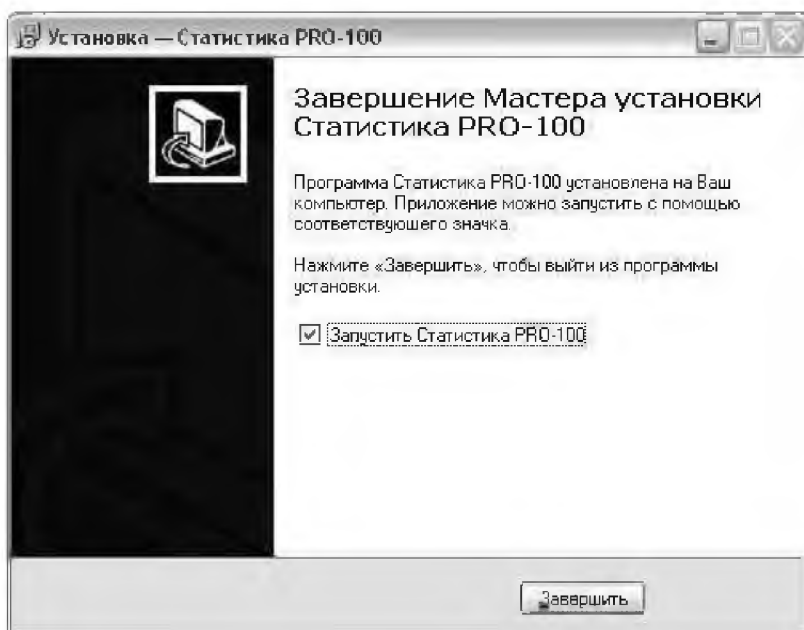 Установка — Статистика PRO-100
Завершение Мастера установки
Статистика PRO-100
Программа Статистика PRO-100 установлена на Ваш
компьютер. Приложение можно запустить с помощью
соответствующего значка.
Нажмите «Завершить», чтобы выйти из программы
установки.
Запустить Статистика PRO-100
Завершить